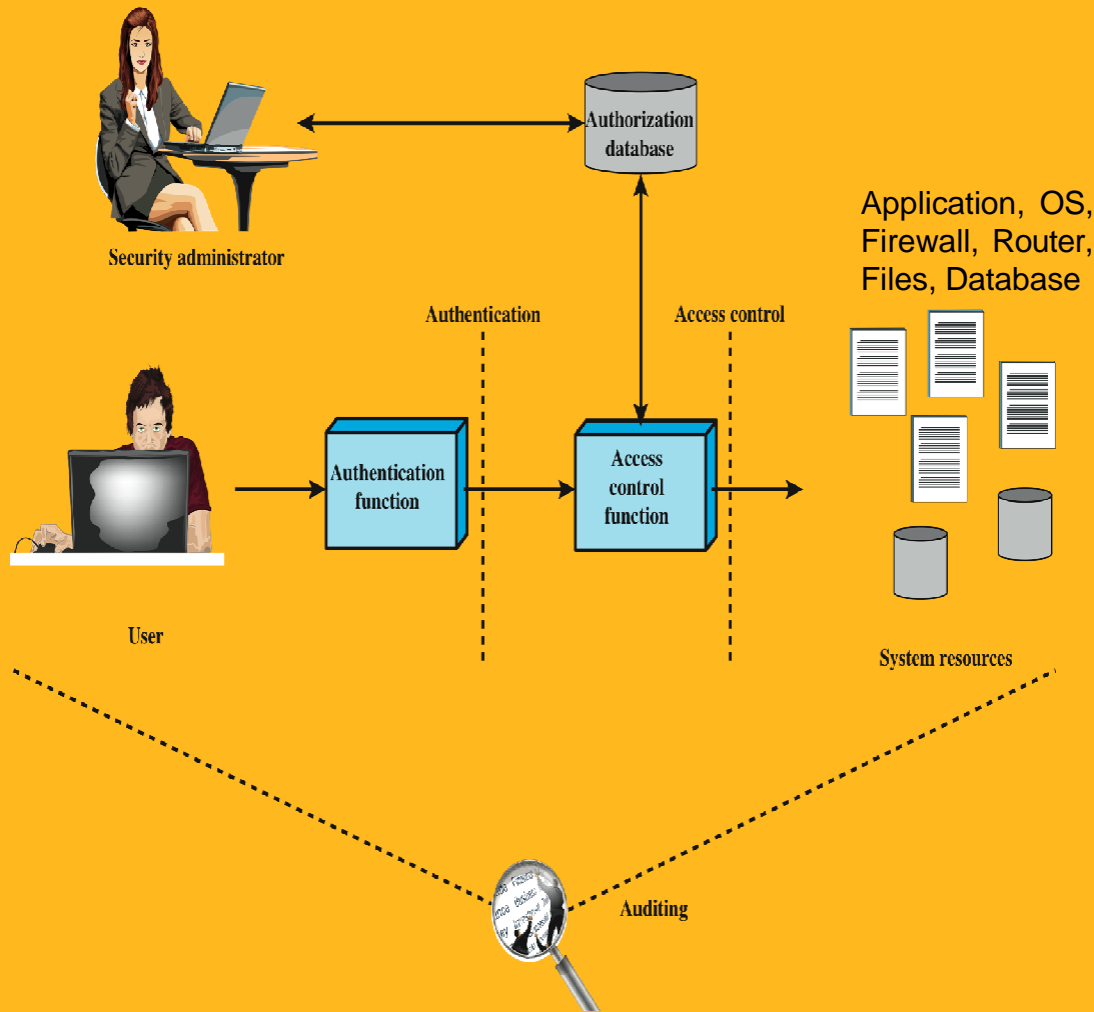 Authorization
database
Application, OS,
Firewall, Router,
Files, Database
Security administrator
Authentication
Access control
Authentication
function
Access
control
function
User
System resources
Auditing